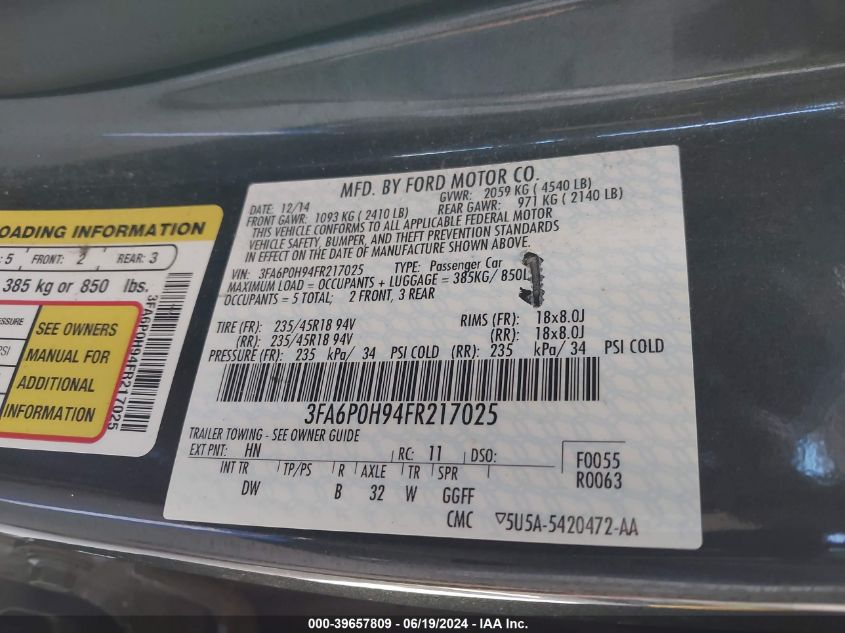 MFD. BY FORD MOTOR CO.
DATE: 12/14 GVWR: 2059 KG ( 4540 LB)
FRONT GAWR: 1093 KG ( 2410 LB) REAR GAWR: 971 KG ( 2140 LB)
THIS VEHICLE CONFORMS TO ALL APPLICABLE FEDERAL MOTOR
VEHICLE SAFETY, BUMPER, AND THEFT PREVENTION STANDARDS
IN EFFECT ON THE DATE OF MANUFACTURE SHOWN ABOVE.
VIN: 3FA6P0H94FR217025 TYPE: Passenger Car
MAXIMUM LOAD = OCCUPANTS + LUGGAGE = 385KG/ 850L
OCCUPANTS = 5 TOTAL; 2 FRONT, 3 REAR
TIRE (FR): 235/45R18 94V RIMS (FR): 18x8.0J
(RR): 235/45R18 94V (RR): 18x8.0J
PRESSURE (FR): 235 kPa/ 34 PSI COLD (RR): 235 kPa/ 34 PSI COLD
3FA6P0H94FR217025
TRAILER TOWING - SEE OWNER GUIDE
EXT PNT: HN RC: 11 DSO:
INT TR TP/PS R AXLE TR SPR
DW B 32 W GGFF
F0055
R0063
CMC ▽5U5A-5420472-AA
OADING INFORMATION
: 5 FRONT: 2 REAR: 3
385 kg or 850 lbs.
SSURE
PSI
SEE OWNERS
MANUAL FOR
ADDITIONAL
INFORMATION
3FA6P0H94FR217025
000-39657809 - 06/19/2024 - IAA Inc.